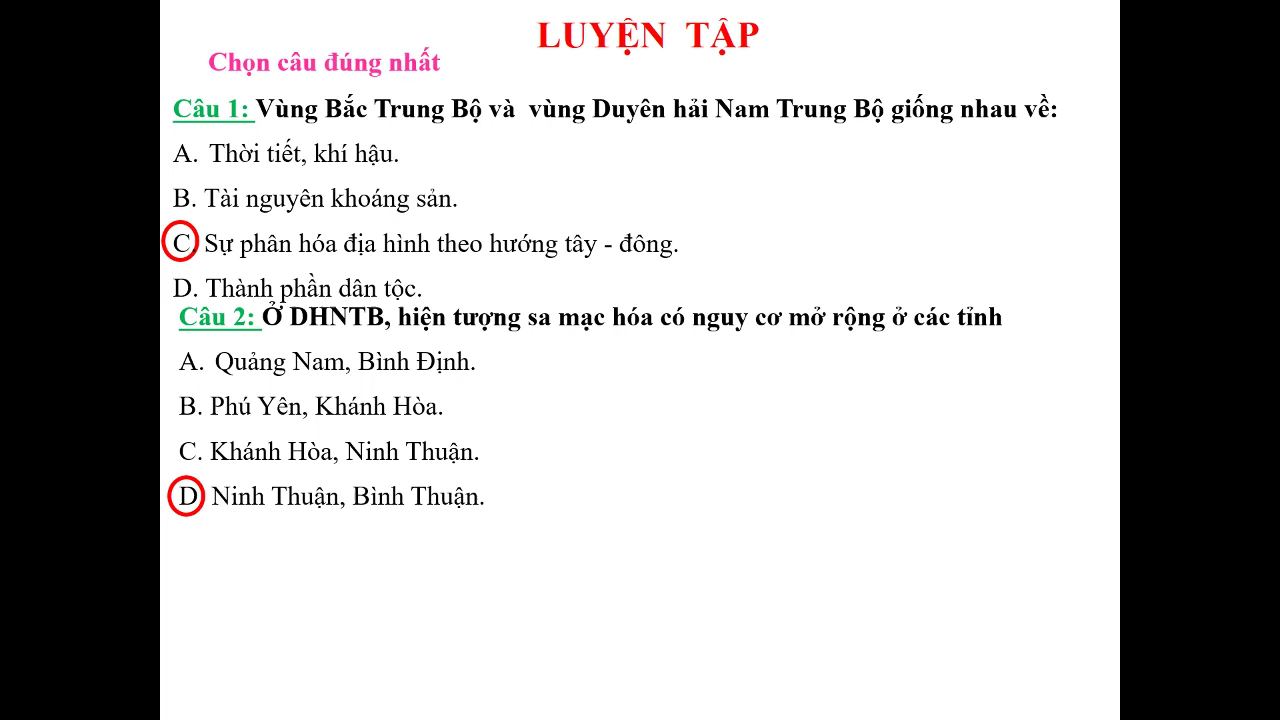 LUYỆN TẬP
Chọn câu đúng nhất
Câu 1: Vùng Bắc Trung Bộ và vùng Duyên hải Nam Trung Bộ giống nhau về:
A. Thời tiết, khí hậu.
B. Tài nguyên khoáng sản.
C Sự phân hóa địa hình theo hướng tây - đông.
D. Thành phần dân tộc.
Câu 2: Ở DHNTB, hiện tượng sa mạc hóa có nguy cơ mở rộng ở các tỉnh
A. Quảng Nam, Bình Định.
B. Phú Yên, Khánh Hòa.
C. Khánh Hòa, Ninh Thuận.
D Ninh Thuận, Bình Thuận.